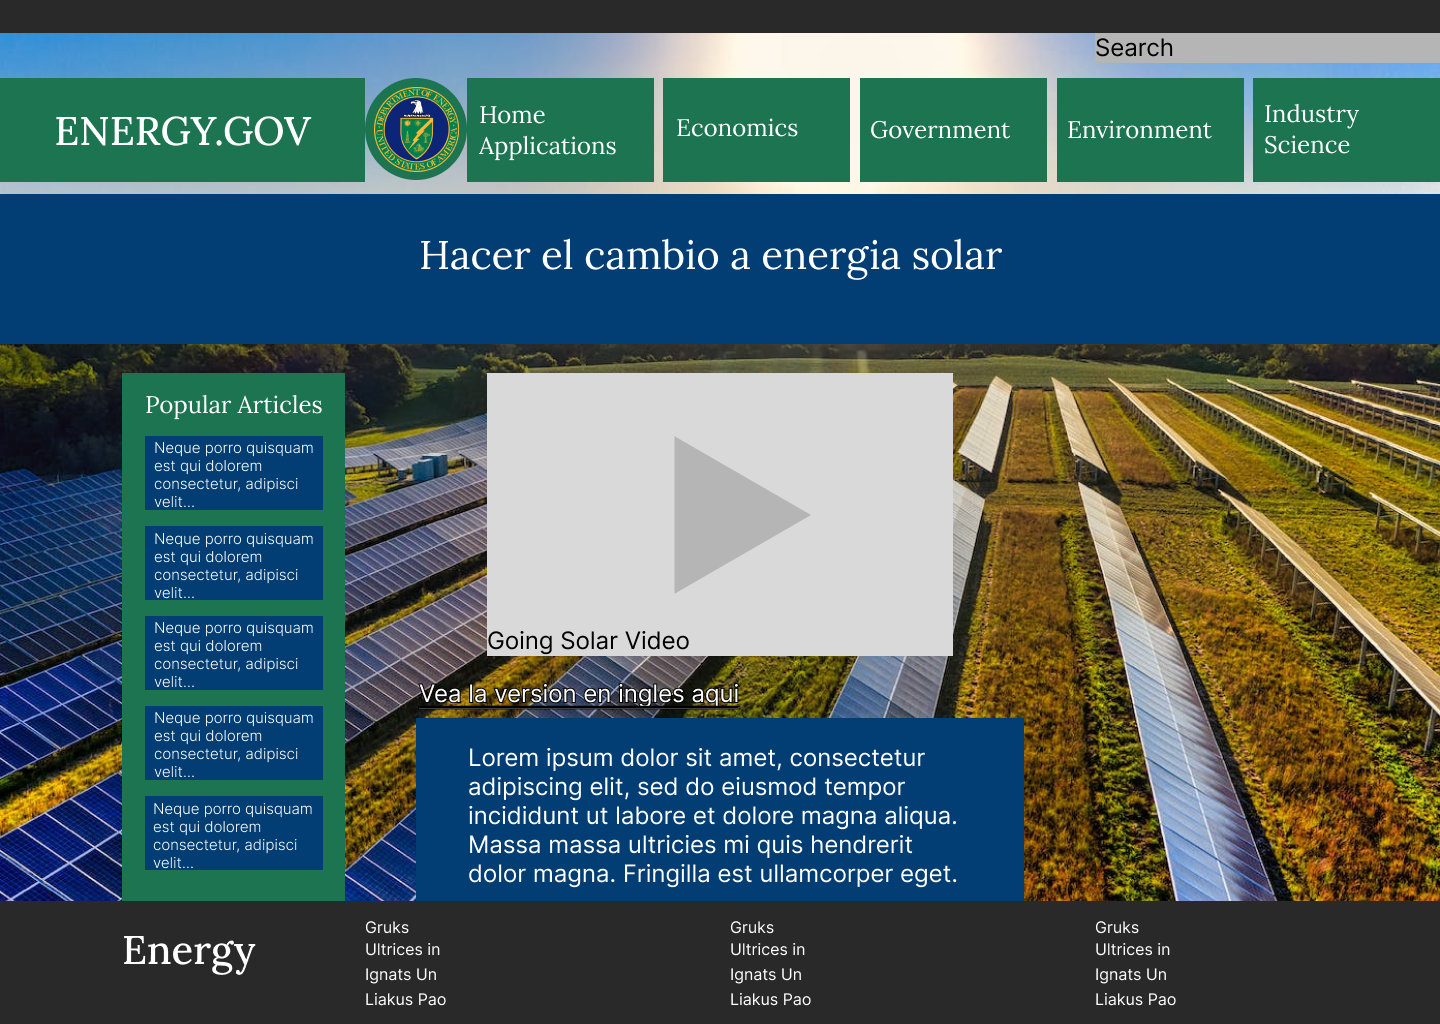 Search
ENERGY.GOV
DEPARTMENT OF ENERGY
UNITED STATES OF AMERICA
Home
Applications
Economics
Government
Environment
Industry
Science
Hacer el cambio a energia solar
Popular Articles
Neque porro quisquam
est qui dolorem
consectetur, adipisci
velit...
Neque porro quisquam
est qui dolorem
consectetur, adipisci
velit...
Neque porro quisquam
est qui dolorem
consectetur, adipisci
velit...
Neque porro quisquam
est qui dolorem
consectetur, adipisci
velit...
Neque porro quisquam
est qui dolorem
consectetur, adipisci
velit...
Going Solar Video
Vea la version en ingles aqui
Lorem ipsum dolor sit amet, consectetur
adipiscing elit, sed do eiusmod tempor
incididunt ut labore et dolore magna aliqua.
Massa massa ultricies mi quis hendrerit
dolor magna. Fringilla est ullamcorper eget.
Energy
Gruks
Ultrices in
Ignats Un
Liakus Pao
Gruks
Ultrices in
Ignats Un
Liakus Pao
Gruks
Ultrices in
Ignats Un
Liakus Pao